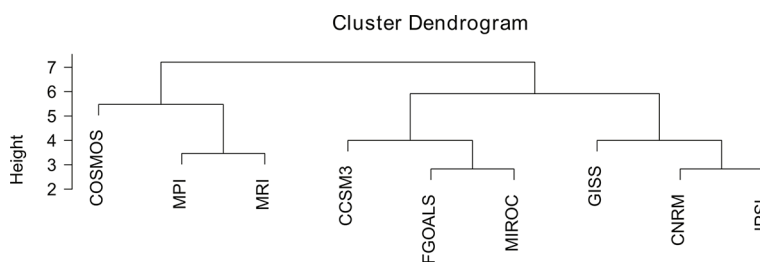 Cluster Dendrogram
Height
7
6
5
4
3
2
COSMOS
MPI
MRI
CCSM3
FGOALS
MIROC
GISS
CNRM